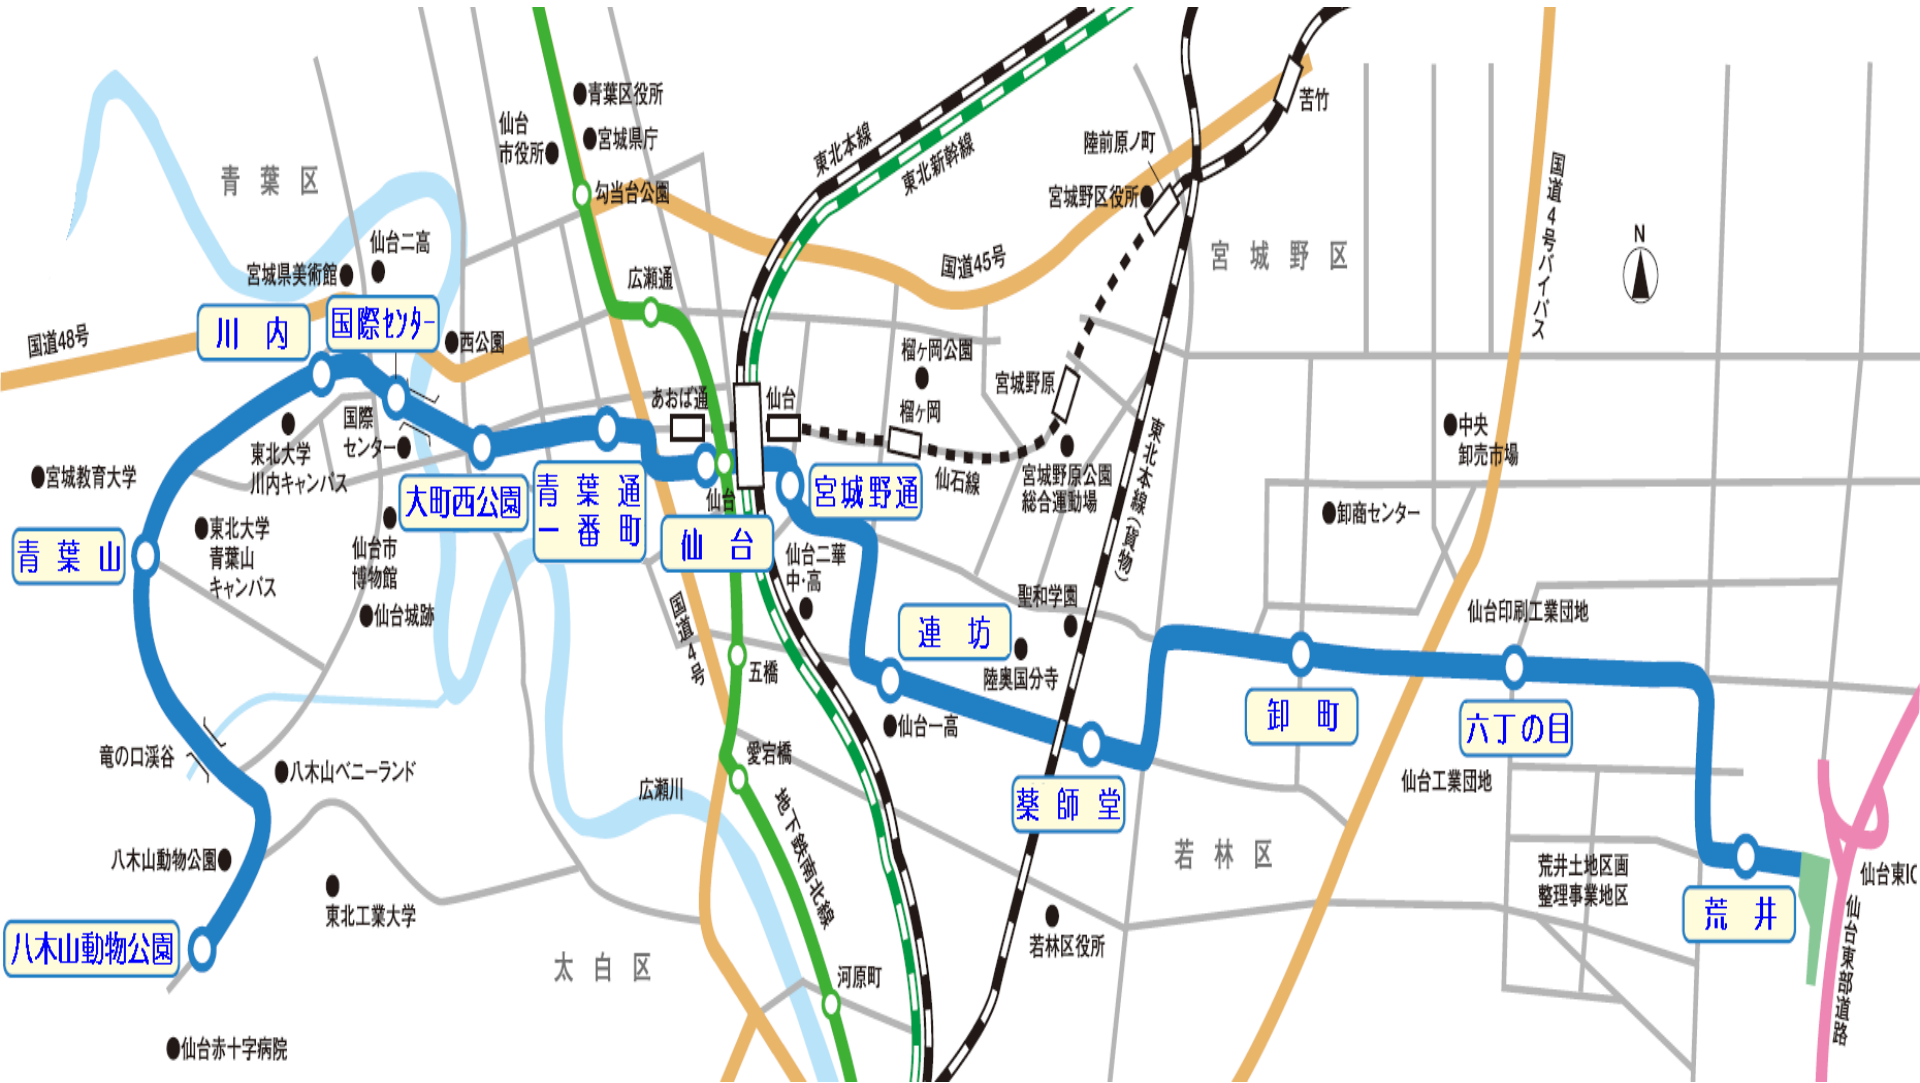 青葉区役所
仙台
市役所
宮城県庁
勾当台公園
青葉区
東北本線
東北新幹線
陸前原ノ町
苦竹
宮城野区役所
国道4号バイパス
N
宮城野区
国道45号
仙台二高
宮城県美術館
広瀬通
国道48号
川内
国際センター
西公園
榴ヶ岡公園
宮城野原
あおば通
仙台
榴ヶ岡
国際
センター
東北大学
川内キャンパス
宮城教育大学
大町西公園
青葉通
一番町
仙台
仙台
宮城野通
仙石線
宮城野原公園
総合運動場
東北本線(貨物)
中央
卸売市場
卸商センター
東北大学
青葉山
キャンパス
青葉山
仙台市
博物館
仙台城跡
仙台二華
中・高
国道4号
連坊
聖和学園
陸奥国分寺
仙台印刷工業団地
五橋
仙台一高
卸町
六丁の目
竜の口渓谷
八木山ベニーランド
愛宕橋
広瀬川
地下鉄南北線
薬師堂
仙台工業団地
八木山動物公園
東北工業大学
若林区
荒井土地区画
整理事業地区
仙台東IC
八木山動物公園
太白区
若林区役所
荒井
仙台東部道路
河原町
仙台赤十字病院